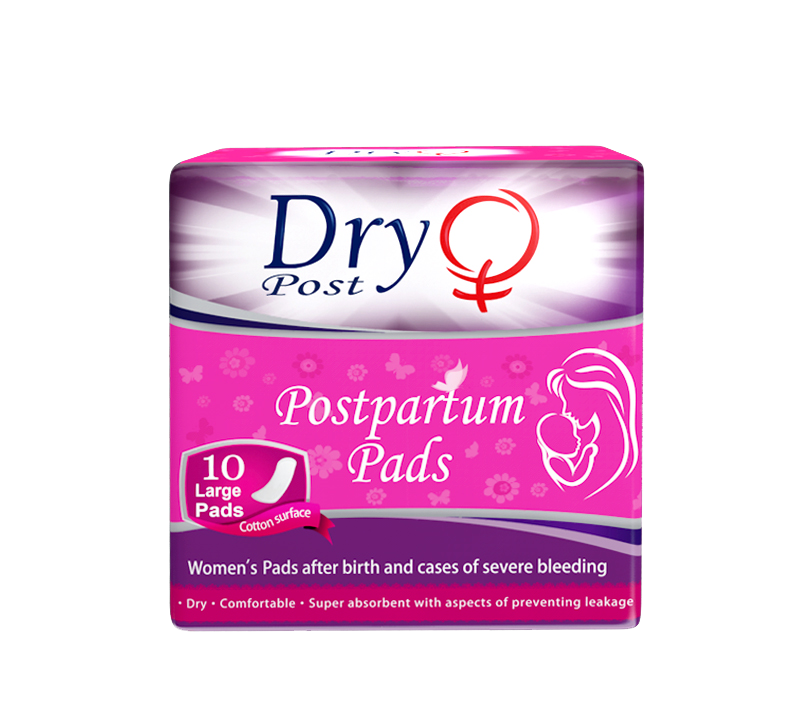 Dry
Post
Postpartum
Pads
10
Large
Pads
Cotton surface
Women's Pads after birth and cases of severe bleeding
• Dry • Comfortable • Super absorbent with aspects of preventing leakage